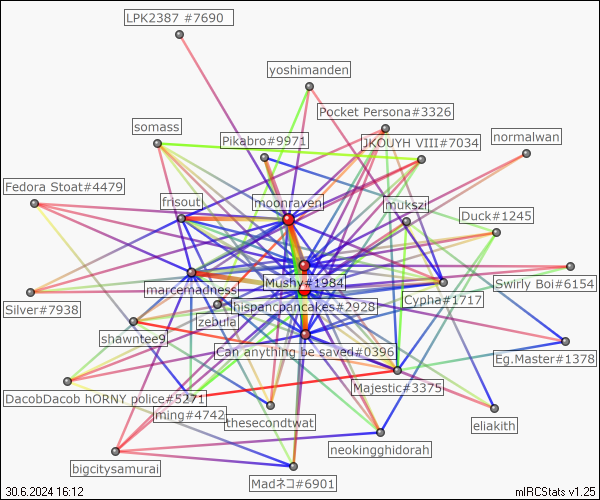 LPK2387 #7690
yoshimanden
Pocket Persona#3326
somass
Pikabro#9971
JKOUYH VIII#7034
normalwan
Fedora Stoat#4479
frisout
moonraven
mukszi
Duck#1245
Mushy#1984
marcemadness
Swirly Boi#6154
Silver#7938
hispancpancakes#2928
Cypha#1717
zebula
shawntee9
Can anything be saved#0396
Eg.Master#1378
Majestic#3375
DacobDacob hORNY police#5271
ming#4742
thesecondtwat
eliakith
neokingghidorah
bigcitysamurai
Madネコ#6901
30.6.2024 16:12
mIRCStats v1.25